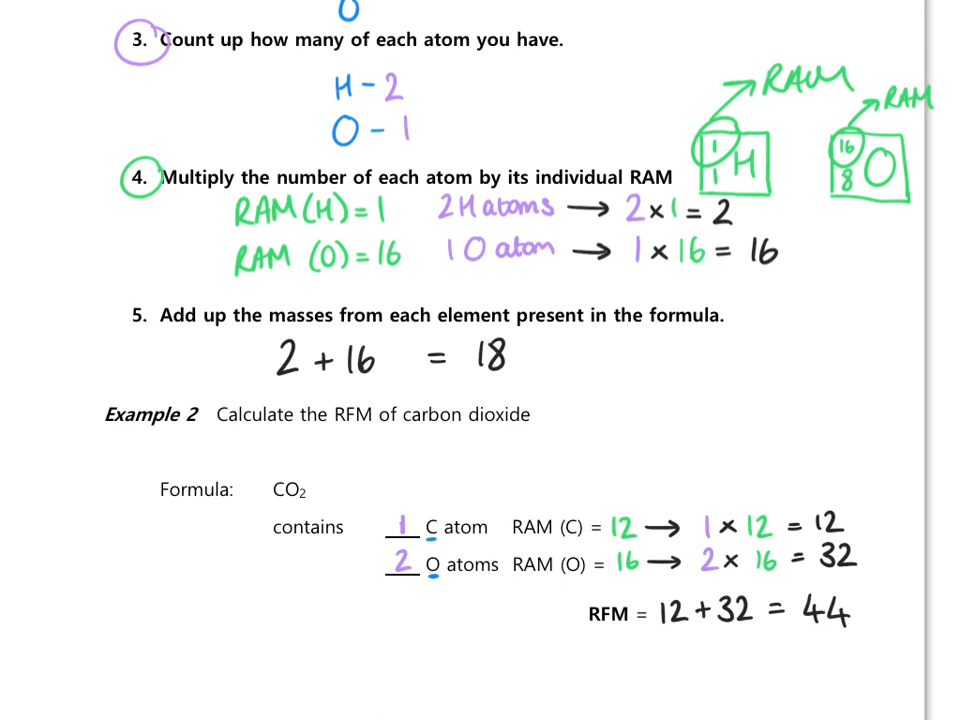 O
3. Count up how many of each atom you have.
H - 2
O - 1
RAM
RAM
1
1 H
16
8 O
4. Multiply the number of each atom by its individual RAM
RAM (H) = 1 2 H atoms → 2 x 1 = 2
RAM (O) = 16 1 O atom → 1 x 16 = 16
5. Add up the masses from each element present in the formula.
2 + 16 = 18
Example 2 Calculate the RFM of carbon dioxide
Formula: CO₂
contains 1 C atom RAM (C) = 12 → 1 x 12 = 12
2 O atoms RAM (O) = 16 → 2 x 16 = 32
RFM = 12 + 32 = 44